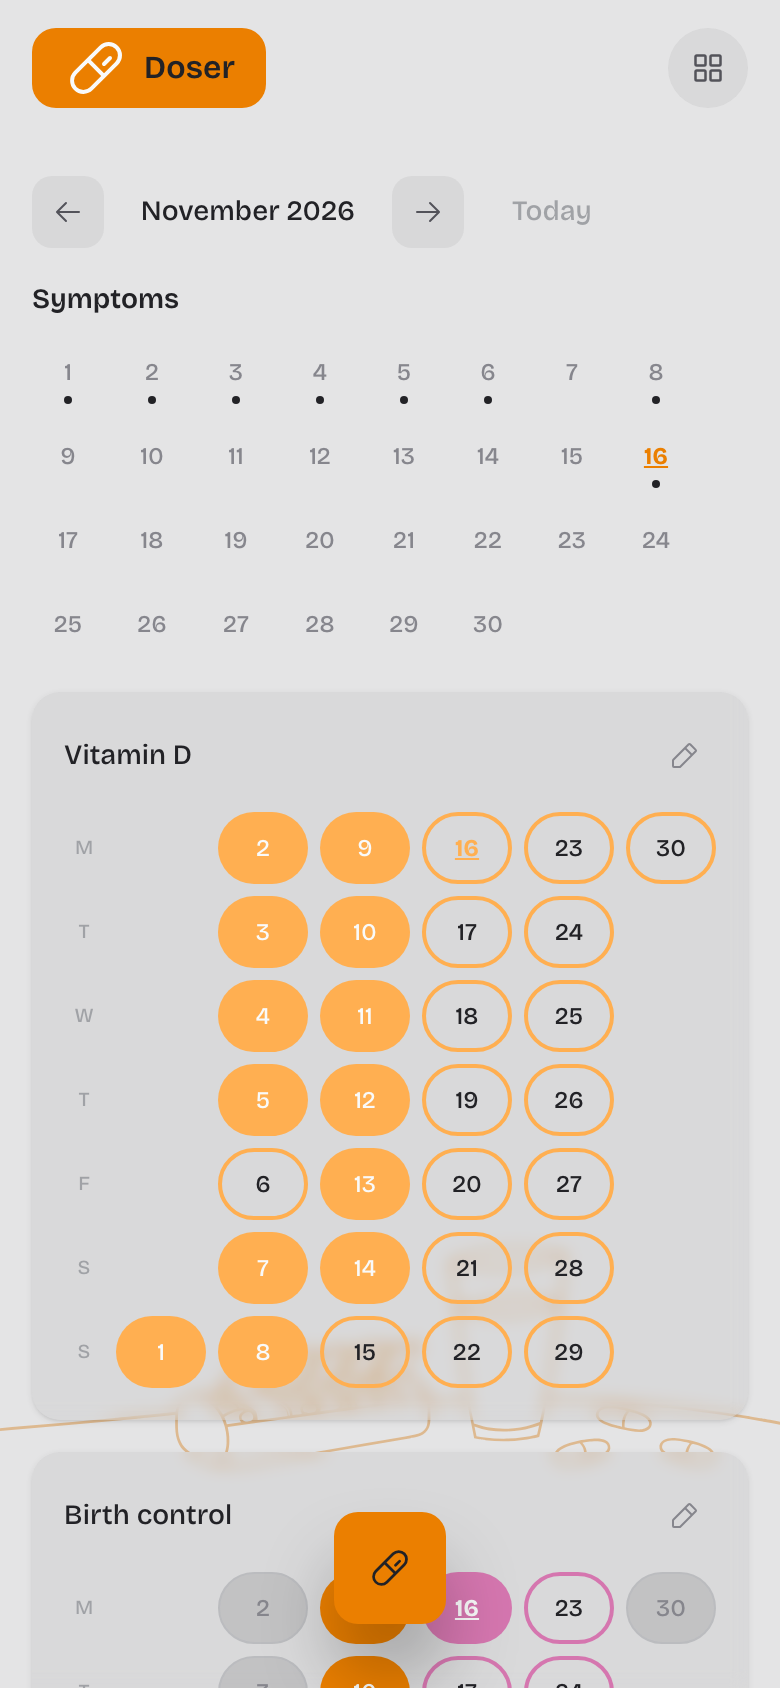 Doser
November 2026 Today
Symptoms
1 2 3 4 5 6 7 8
9 10 11 12 13 14 15 16
17 18 19 20 21 22 23 24
25 26 27 28 29 30
Vitamin D
M 2 9 16 23 30
T 3 10 17 24
W 4 11 18 25
T 5 12 19 26
F 6 13 20 27
S 7 14 21 28
S 1 8 15 22 29
Birth control
M 2 16 23 30